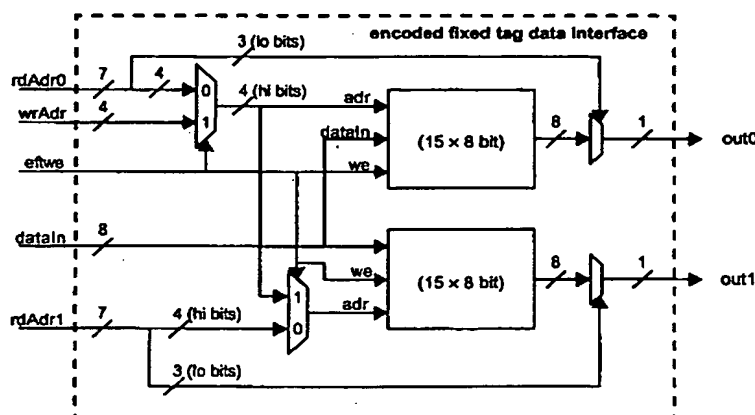 encoded fixed tag data interface
3 (lo bits)
rdAdr0
7
4
0
4 (hi bits)
adr
wrAdr
4
1
dataIn
(15 × 8 bit)
8
1
out0
eftwe
we
dataIn
8
we
(15 × 8 bit)
8
1
out1
1
adr
rdAdr1
7
4 (hi bits)
0
3 (lo bits)